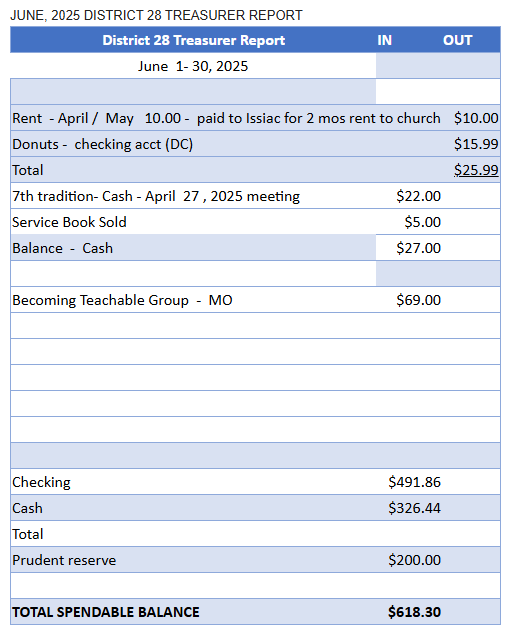 JUNE, 2025 DISTRICT 28 TREASURER REPORT
District 28 Treasurer Report IN OUT
June 1- 30, 2025
Rent - April / May 10.00 - paid to Issiac for 2 mos rent to church $10.00
Donuts - checking acct (DC) $15.99
Total $25.99
7th tradition- Cash - April 27 , 2025 meeting $22.00
Service Book Sold $5.00
Balance - Cash $27.00
Becoming Teachable Group - MO $69.00
Checking $491.86
Cash $326.44
Total
Prudent reserve $200.00
TOTAL SPENDABLE BALANCE $618.30